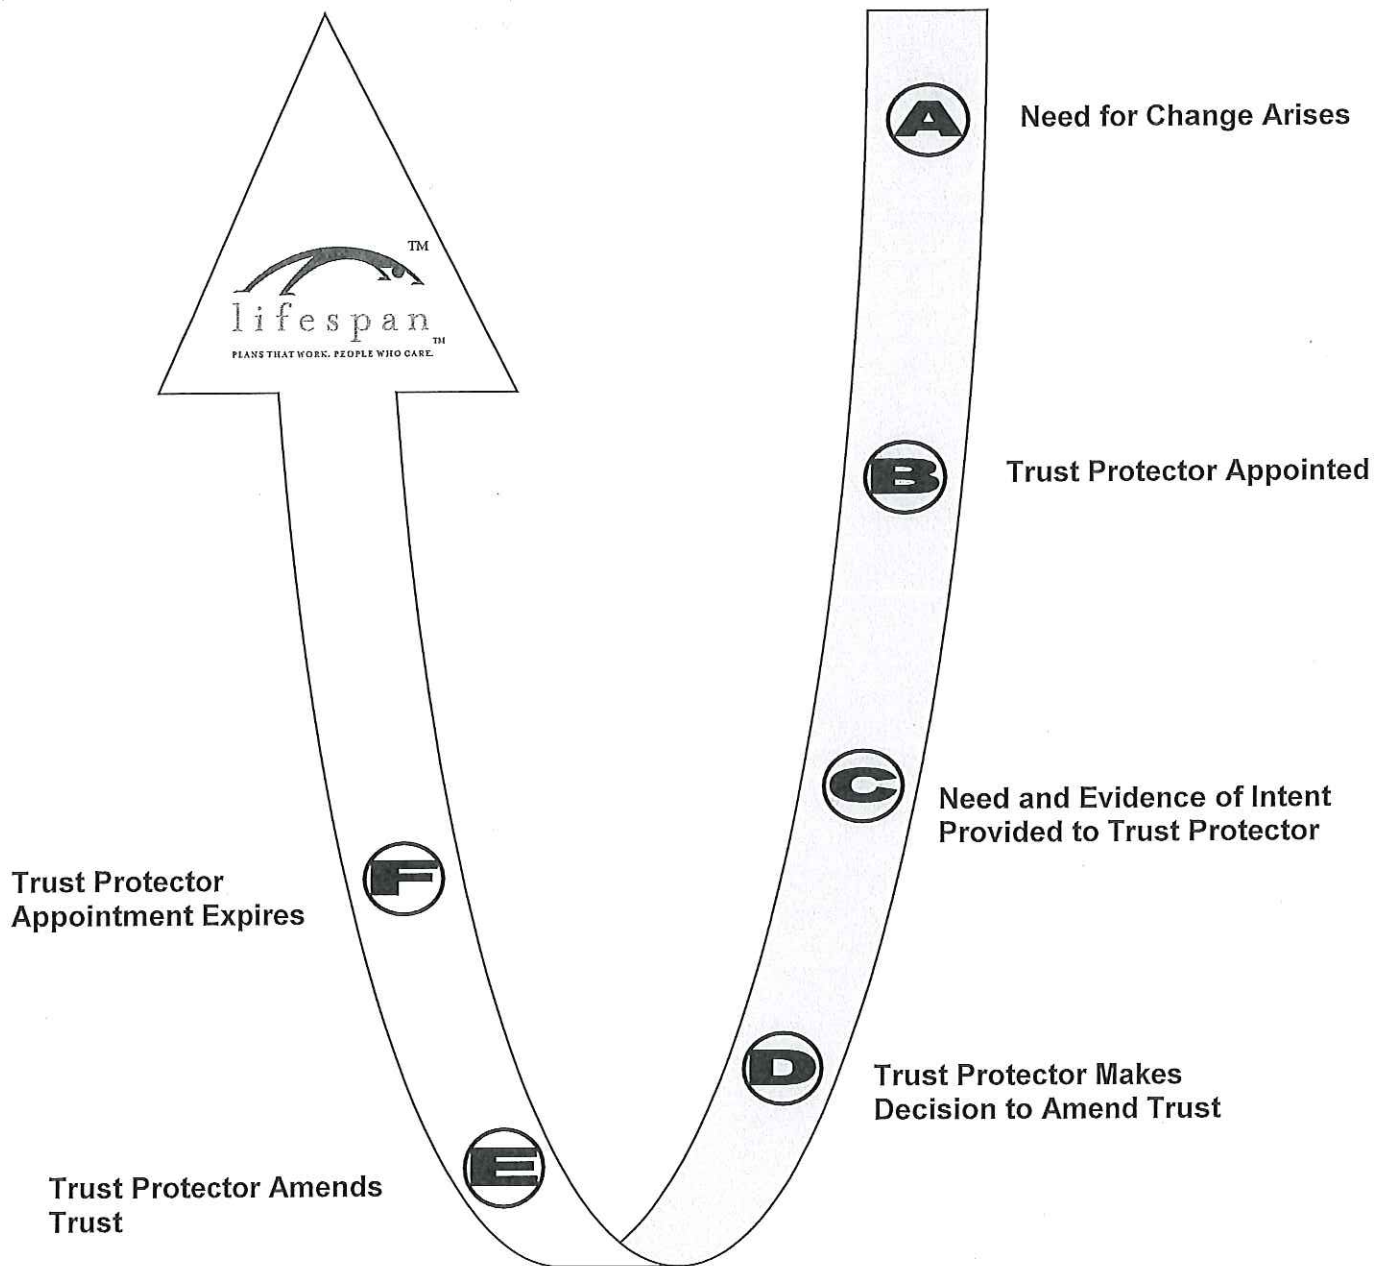 A
Need for Change Arises
B
Trust Protector Appointed
C
Need and Evidence of Intent
Provided to Trust Protector
D
Trust Protector Makes
Decision to Amend Trust
E
Trust Protector Amends
Trust
F
Trust Protector
Appointment Expires
TM
lifespan
TM
PLANS THAT WORK. PEOPLE WHO CARE.